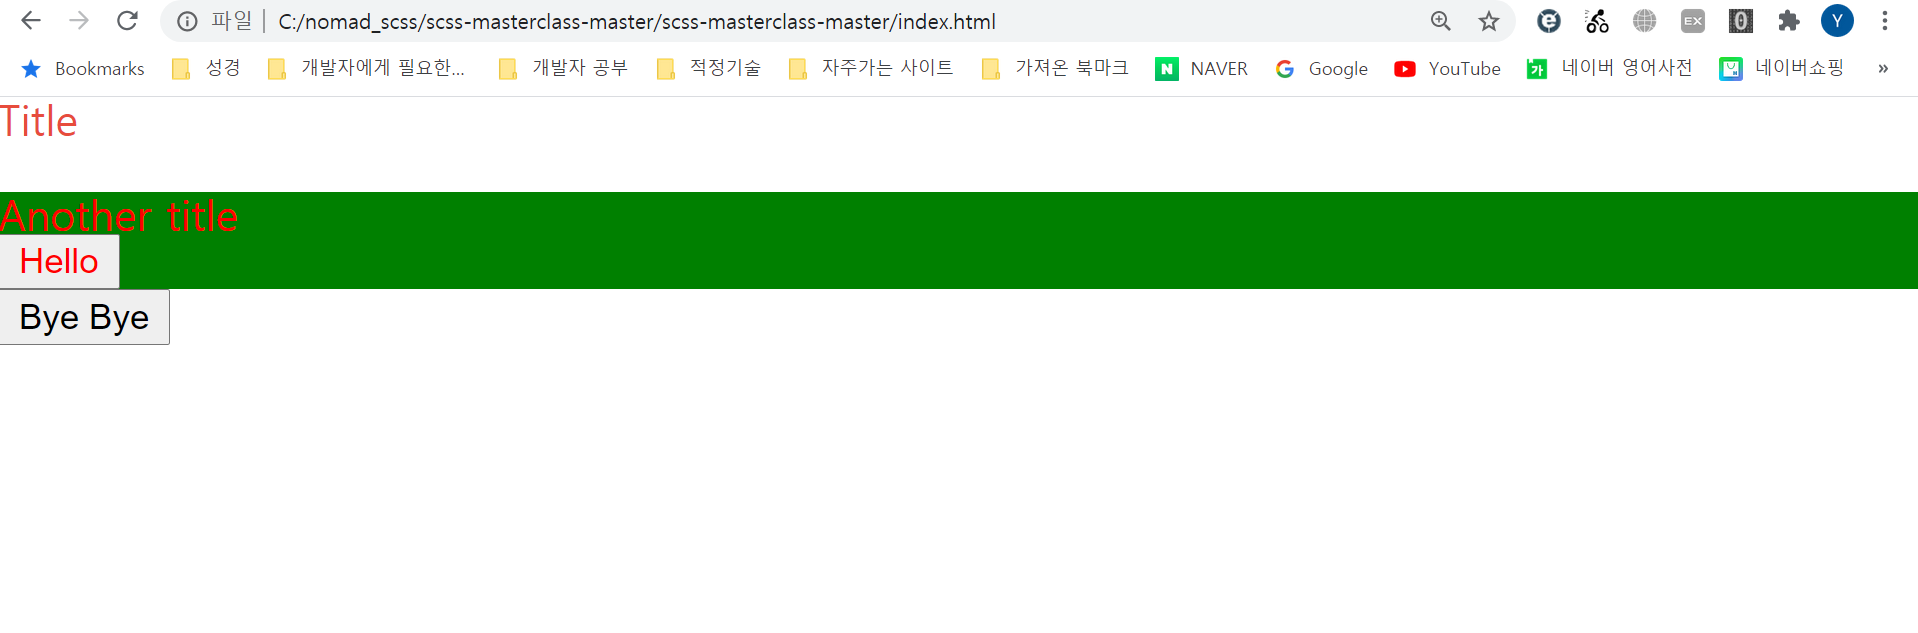 파일 C:/nomad_scss/scss-masterclass-master/scss-masterclass-master/index.html EX 0 Y
Bookmarks 성경 개발자에게 필요한... 개발자 공부 적정기술 자주가는 사이트 가져온 북마크 N NAVER G Google YouTube 가 네이버 영어사전 네이버쇼핑 »
Title
Another title
Hello
Bye Bye